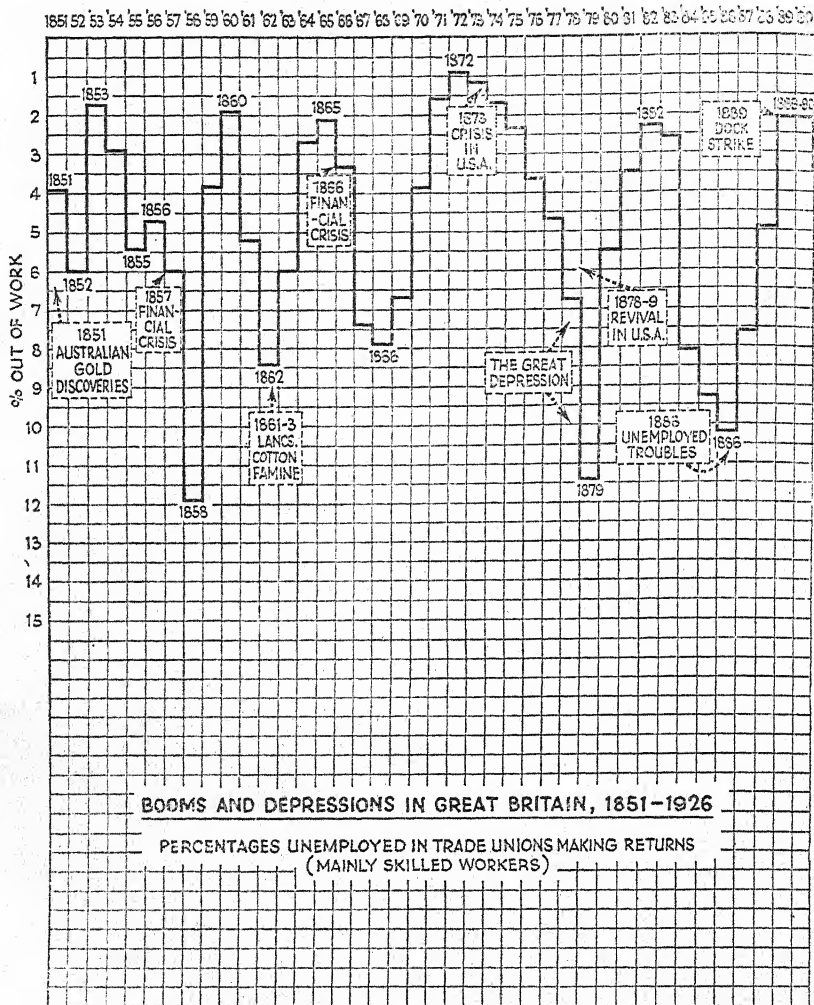 1851 52 '53 '54 '55 '56 '57 '58 '59 '60 '61 '62 '63 '64 '65 '66 '67 '68 '69 '70 '71 '72 '73 '74 '75 '76 '77 '78 '79 '80 '81 '82 '83 '84 '85 '86 '87 '88 '89 '90
% OUT OF WORK
1
2
3
4
5
6
7
8
9
10
11
12
13
14
15
1851
1852
1853
1855
1856
1858
1860
1862
1865
1866
1872
1879
1882
1886
1889-90
1851
AUSTRALIAN
GOLD
DISCOVERIES
1857
FINAN-
CIAL
CRISIS
1861-3
LANCS.
COTTON
FAMINE
1866
FINAN
-CIAL
CRISIS
1873
CRISIS
IN
U.S.A.
THE GREAT
DEPRESSION
1878-9
REVIVAL
IN U.S.A.
1886
UNEMPLOYED
TROUBLES
1889
DOCK
STRIKE
BOOMS AND DEPRESSIONS IN GREAT BRITAIN, 1851-1926
PERCENTAGES UNEMPLOYED IN TRADE UNIONS MAKING RETURNS
(MAINLY SKILLED WORKERS)